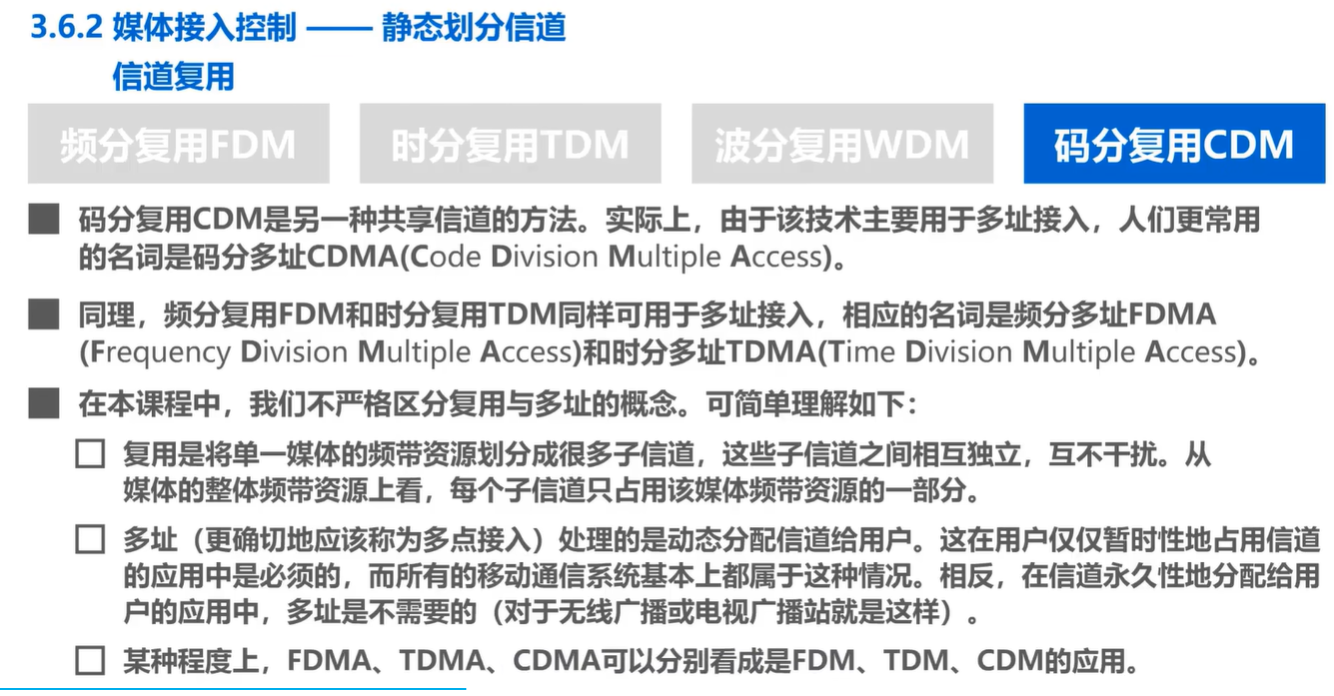 3.6.2 媒体接入控制 —— 静态划分信道
信道复用
频分复用FDM
时分复用TDM
波分复用WDM
码分复用CDM
码分复用CDM是另一种共享信道的方法。实际上，由于该技术主要用于多址接入，人们更常用
的名词是码分多址CDMA(Code Division Multiple Access)。
同理，频分复用FDM和时分复用TDM同样可用于多址接入，相应的名词是频分多址FDMA
(Frequency Division Multiple Access)和时分多址TDMA(Time Division Multiple Access)。
在本课程中，我们不严格区分复用与多址的概念。可简单理解如下：
复用是将单一媒体的频带资源划分成很多子信道，这些子信道之间相互独立，互不干扰。从
媒体的整体频带资源上看，每个子信道只占用该媒体频带资源的一部分。
多址（更确切地应该称为多点接入）处理的是动态分配信道给用户。这在用户仅仅暂时性地占用信道
的应用中是必须的，而所有的移动通信系统基本上都属于这种情况。相反，在信道永久性地分配给用
户的应用中，多址是不需要的（对于无线广播或电视广播站就是这样）。
某种程度上，FDMA、TDMA、CDMA可以分别看成是FDM、TDM、CDM的应用。